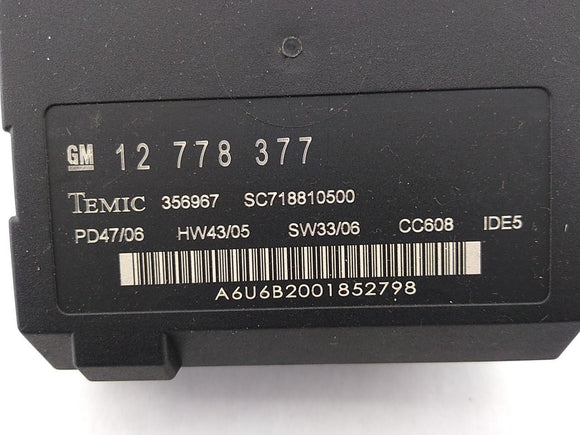 GM 12 778 377
TEMIC 356967 SC718810500
PD47/06 HW43/05 SW33/06 CC608 IDE5
A6U6B2001852798